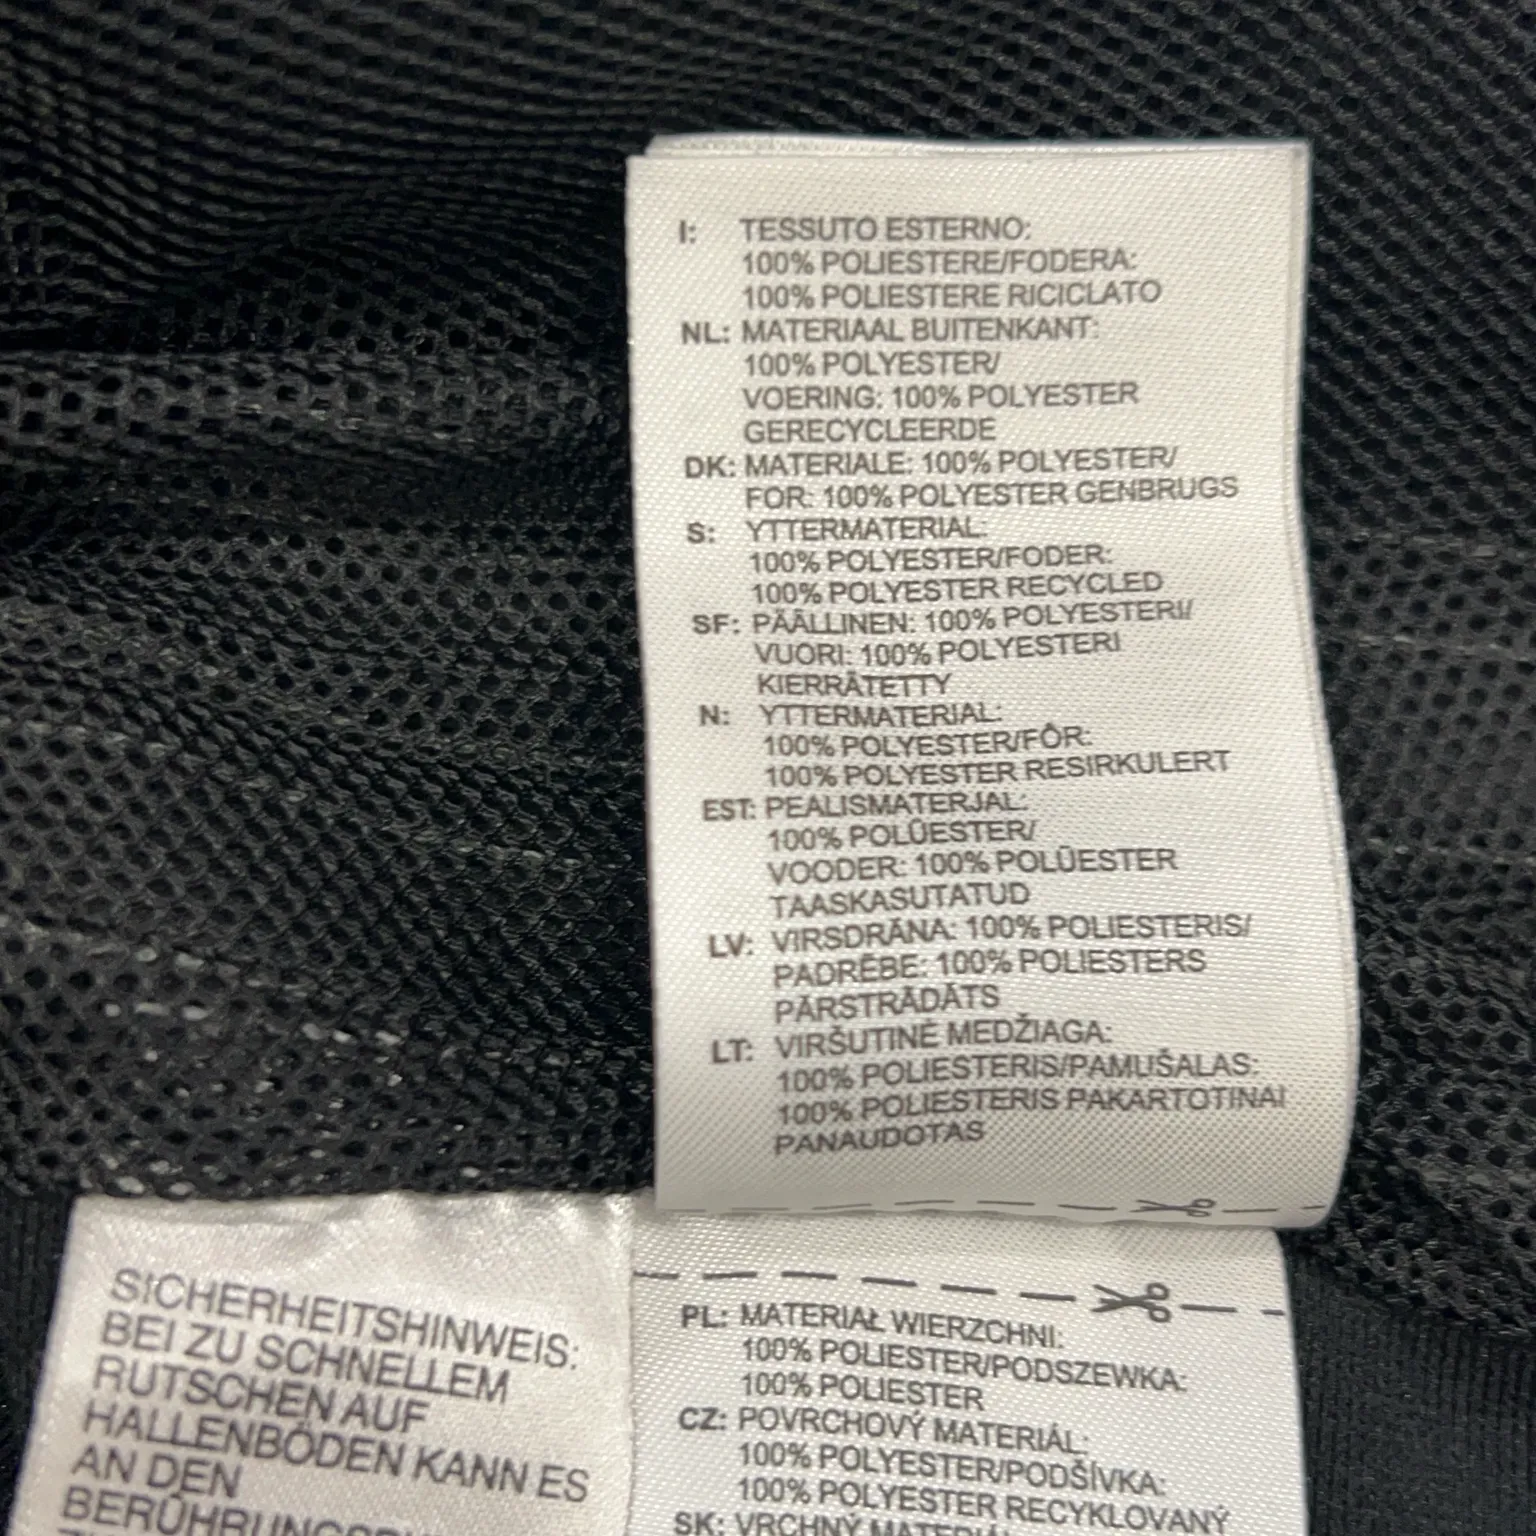 I: TESSUTO ESTERNO:
100% POLIESTERE/FODERA:
100% POLIESTERE RICICLATO
NL: MATERIAAL BUITENKANT:
100% POLYESTER/
VOERING: 100% POLYESTER
GERECYCLEERDE
DK: MATERIALE: 100% POLYESTER/
FOR: 100% POLYESTER GENBRUGS
S: YTTERMATERIAL:
100% POLYESTER/FODER:
100% POLYESTER RECYCLED
SF: PÄÄLLINEN: 100% POLYESTERI/
VUORI: 100% POLYESTERI
KIERRÄTETTY
N: YTTERMATERIAL:
100% POLYESTER/FÔR:
100% POLYESTER RESIRKULERT
EST: PEALISMATERJAL:
100% POLÜESTER/
VOODER: 100% POLÜESTER
TAASKASUTATUD
LV: VIRSDRĀNA: 100% POLIESTERIS/
PADRĒBE: 100% POLIESTERS
PĀRSTRĀDĀTS
LT: VIRŠUTINĖ MEDŽIAGA:
100% POLIESTERIS/PAMUŠALAS:
100% POLIESTERIS PAKARTOTINAI
PANAUDOTAS
PL: MATERIAŁ WIERZCHNI:
100% POLIESTER/PODSZEWKA:
100% POLIESTER
CZ: POVRCHOVÝ MATERIÁL:
100% POLYESTER/PODŠÍVKA:
100% POLYESTER RECYKLOVANÝ
SK: VRCHNÝ
SICHERHEITSHINWEIS:
BEI ZU SCHNELLEM
RUTSCHEN AUF
HALLENBÖDEN KANN ES
AN DEN